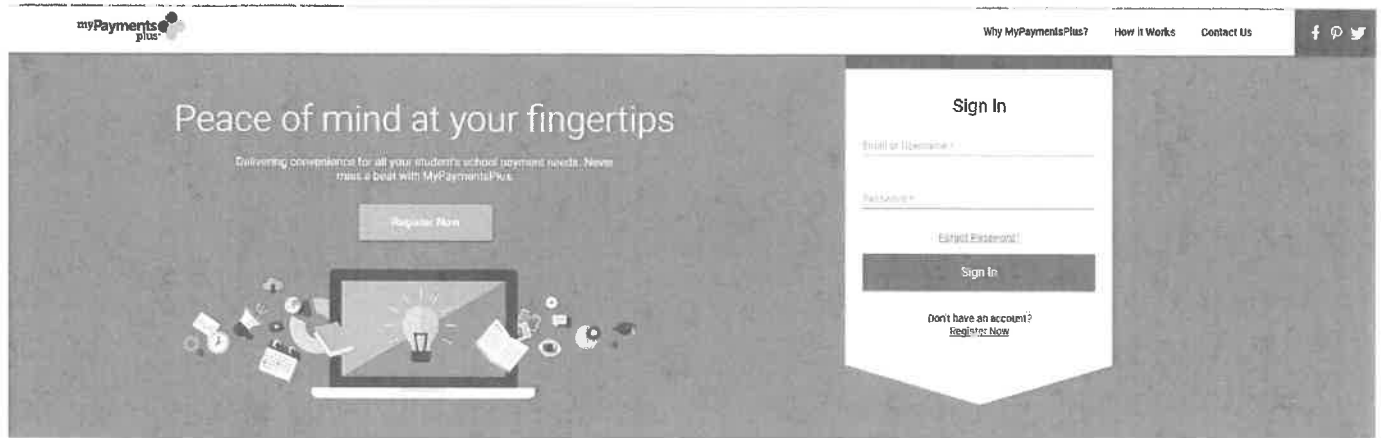 myPayments
plus
Why MyPaymentsPlus? How it Works Contact Us
Peace of mind at your fingertips
Delivering convenience for all your student's school payment needs. Never
miss a beat with MyPaymentsPlus.
Register Now
Sign In
Email or Username *
Password *
Forgot Password?
Sign In
Don't have an account?
Register Now